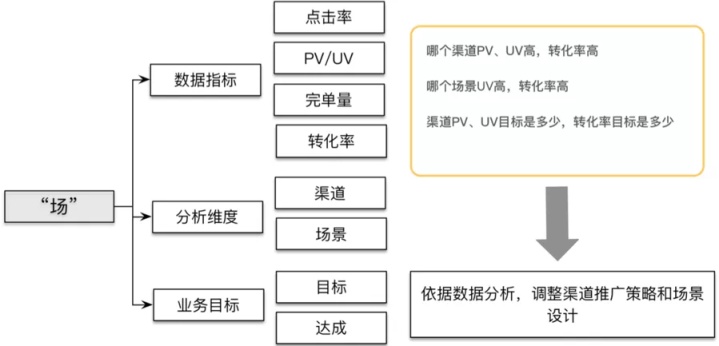 点击率
PV/UV
数据指标
完单量
转化率
“场”
渠道
分析维度
场景
目标
业务目标
达成
哪个渠道PV、UV高，转化率高
哪个场景UV高，转化率高
渠道PV、UV目标是多少，转化率目标是多少
依据数据分析，调整渠道推广策略和场景
设计